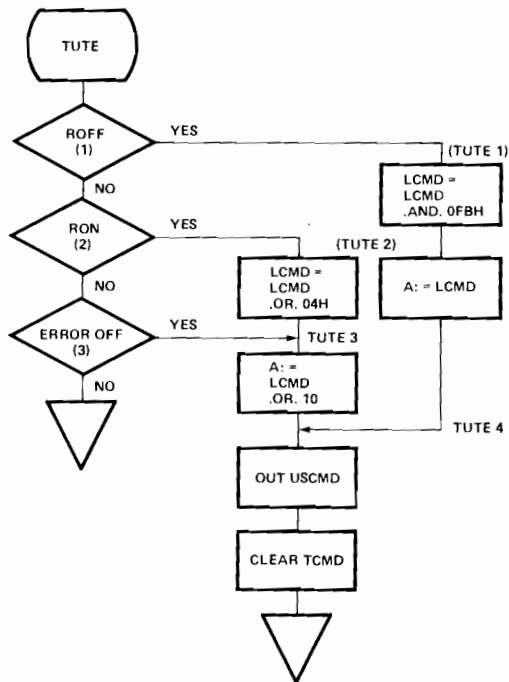 TUTE
ROFF
(1)
YES
NO
(TUTE 1)
LCMD =
LCMD
.AND. 0FBH
RON
(2)
YES
NO
(TUTE 2)
LCMD =
LCMD
.OR. 04H
A: = LCMD
ERROR OFF
(3)
YES
NO
TUTE 3
A: =
LCMD
.OR. 10
TUTE 4
OUT USCMD
CLEAR TCMD